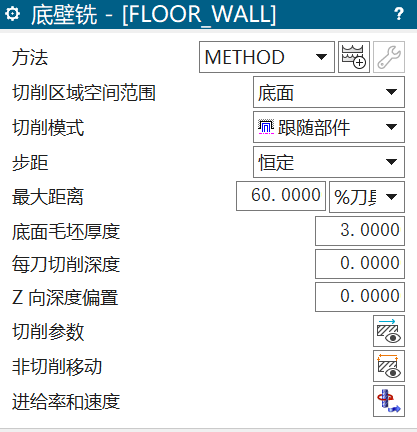 底壁铣 - [FLOOR_WALL] ?
方法 METHOD
切削区域空间范围 底面
切削模式 跟随部件
步距 恒定
最大距离 60.0000 %刀
底面毛坯厚度 3.0000
每刀切削深度 0.0000
Z 向深度偏置 0.0000
切削参数
非切削移动
进给率和速度